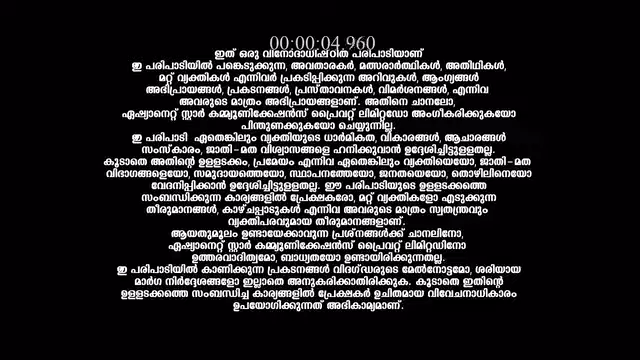 00:00:04.960
ഇത് ഒരു വിനോദാധിഷ്ഠിത പരിപാടിയാണ്
ഈ പരിപാടിയിൽ പങ്കെടുക്കുന്ന, അവതാരകർ, മത്സരാർത്ഥികൾ, അതിഥികൾ,
മറ്റ് വ്യക്തികൾ എന്നിവർ പ്രകടിപ്പിക്കുന്ന അറിവുകൾ, ആംഗ്യങ്ങൾ
അഭിപ്രായങ്ങൾ, പ്രകടനങ്ങൾ, പ്രസ്താവനകൾ, വിമർശനങ്ങൾ, എന്നിവ
അവരുടെ മാത്രം അഭിപ്രായങ്ങളാണ്. അതിനെ ചാനലോ,
ഏഷ്യാനെറ്റ് സ്റ്റാർ കമ്മ്യൂണിക്കേഷൻസ് പ്രൈവറ്റ് ലിമിറ്റഡോ അംഗീകരിക്കുകയോ
പിന്തുണക്കുകയോ ചെയ്യുന്നില്ല.
ഈ പരിപാടി ഏതെങ്കിലും വ്യക്തിയുടെ ധാർമികത, വികാരങ്ങൾ, ആചാരങ്ങൾ
സംസ്കാരം, ജാതി-മത വിശ്വാസങ്ങളെ ഹനിക്കുവാൻ ഉദ്ദേശിച്ചിട്ടുള്ളതല്ല.
കൂടാതെ അതിന്റെ ഉള്ളടക്കം, പ്രമേയം എന്നിവ ഏതെങ്കിലും വ്യക്തിയെയോ, ജാതി-മത
വിഭാഗങ്ങളെയോ, സമുദായത്തെയോ, സ്ഥാപനത്തേയോ, ജനതയെയോ, തൊഴിലിനെയോ
വേദനിപ്പിക്കാൻ ഉദ്ദേശിച്ചിട്ടുള്ളതല്ല. ഈ പരിപാടിയുടെ ഉള്ളടക്കത്തെ
സംബന്ധിക്കുന്ന കാര്യങ്ങളിൽ പ്രേക്ഷകരോ, മറ്റ് വ്യക്തികളോ എടുക്കുന്ന
തീരുമാനങ്ങൾ, കാഴ്ചപ്പാടുകൾ എന്നിവ അവരുടെ മാത്രം സ്വതന്ത്രവും
വ്യക്തിപരവുമായ തീരുമാനങ്ങളാണ്.
ആയതുമൂലം ഉണ്ടായേക്കാവുന്ന പ്രശ്നങ്ങൾക്ക് ചാനലിനോ,
ഏഷ്യാനെറ്റ് സ്റ്റാർ കമ്മ്യൂണിക്കേഷൻസ് പ്രൈവറ്റ് ലിമിറ്റഡിനോ
ഉത്തരവാദിത്വമോ, ബാധ്യതയോ ഉണ്ടായിരിക്കുന്നതല്ല.
ഈ പരിപാടിയിൽ കാണിക്കുന്ന പ്രകടനങ്ങൾ വിദഗ്ദ്ധരുടെ മേൽനോട്ടമോ, ശരിയായ
മാർഗ നിർദ്ദേശങ്ങളോ ഇല്ലാതെ അനുകരിക്കാതിരിക്കുക. കൂടാതെ ഇതിന്റെ
ഉള്ളടക്കത്തെ സംബന്ധിച്ച കാര്യങ്ങളിൽ പ്രേക്ഷകർ ഉചിതമായ വിവേചനാധികാരം
ഉപയോഗിക്കുന്നത് അഭികാമ്യമാണ്.